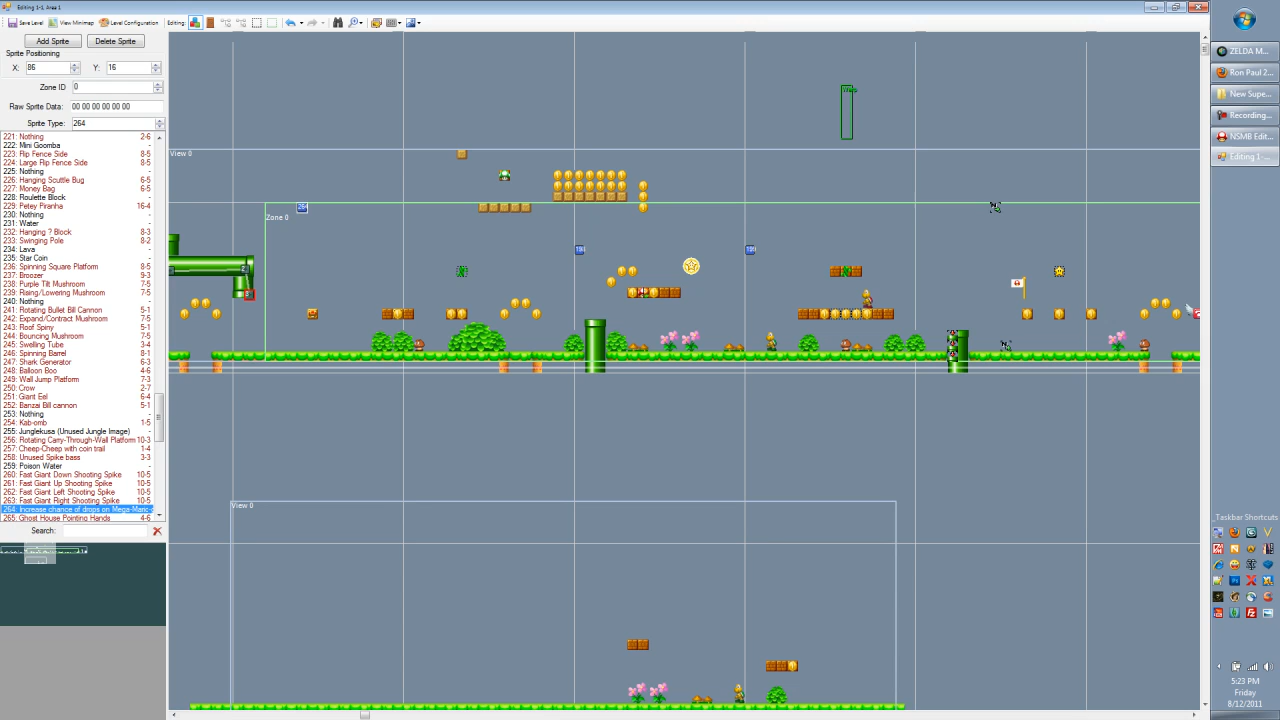 Editing 1-1, Area 1
Save Level View Minimap Level Configuration Editing:
Add Sprite Delete Sprite
Sprite Positioning
X: 86 Y: 16
Zone ID 0
Raw Sprite Data: 00 00 00 00 00 00
Sprite Type: 264
221: Nothing 2-6
222: Mini Goomba -
223: Flip Fence Side 8-5
224: Large Flip Fence Side 8-5
225: Nothing -
226: Hanging Scuttle Bug 6-5
227: Money Bag 6-5
228: Roulette Block -
229: Petey Piranha 16-4
230: Nothing -
231: Water -
232: Hanging ? Block 8-3
233: Swinging Pole 8-2
234: Lava -
235: Star Coin -
236: Spinning Square Platform 8-5
237: Broozer 9-3
238: Purple Tilt Mushroom 7-5
239: Rising/Lowering Mushroom 7-5
240: Nothing -
241: Rotating Bullet Bill Cannon 5-1
242: Expand/Contract Mushroom 7-5
243: Roof Spiny 5-1
244: Bouncing Mushroom 7-5
245: Swelling Tube 3-4
246: Spinning Barrel 8-1
247: Shark Generator 6-3
248: Balloon Boo 4-6
249: Wall Jump Platform 7-3
250: Crow 2-7
251: Giant Eel 6-4
252: Banzai Bill cannon 5-1
253: Nothing -
254: Kab-omb 1-5
255: Junglekusa (Unused Jungle Image) -
256: Rotating Carry-Through-Wall Platform 10-3
257: Cheep-Cheep with coin trail 1-4
258: Unused Spike bass 3-3
259: Poison Water -
260: Fast Giant Down Shooting Spike 10-5
261: Fast Giant Up Shooting Spike 10-5
262: Fast Giant Left Shooting Spike 10-5
263: Fast Giant Right Shooting Spike 10-5
264: Increase chance of drops on Mega-Mario
265: Ghost House Pointing Hands 4-6
Search:
View 0
Zone 0
264
View 0
ZELDA M...
Ron Paul 2...
New Supe...
Recording...
NSMB Edit...
Editing 1-...
_Taskbar Shortcuts
5:23 PM
Friday
8/12/2011